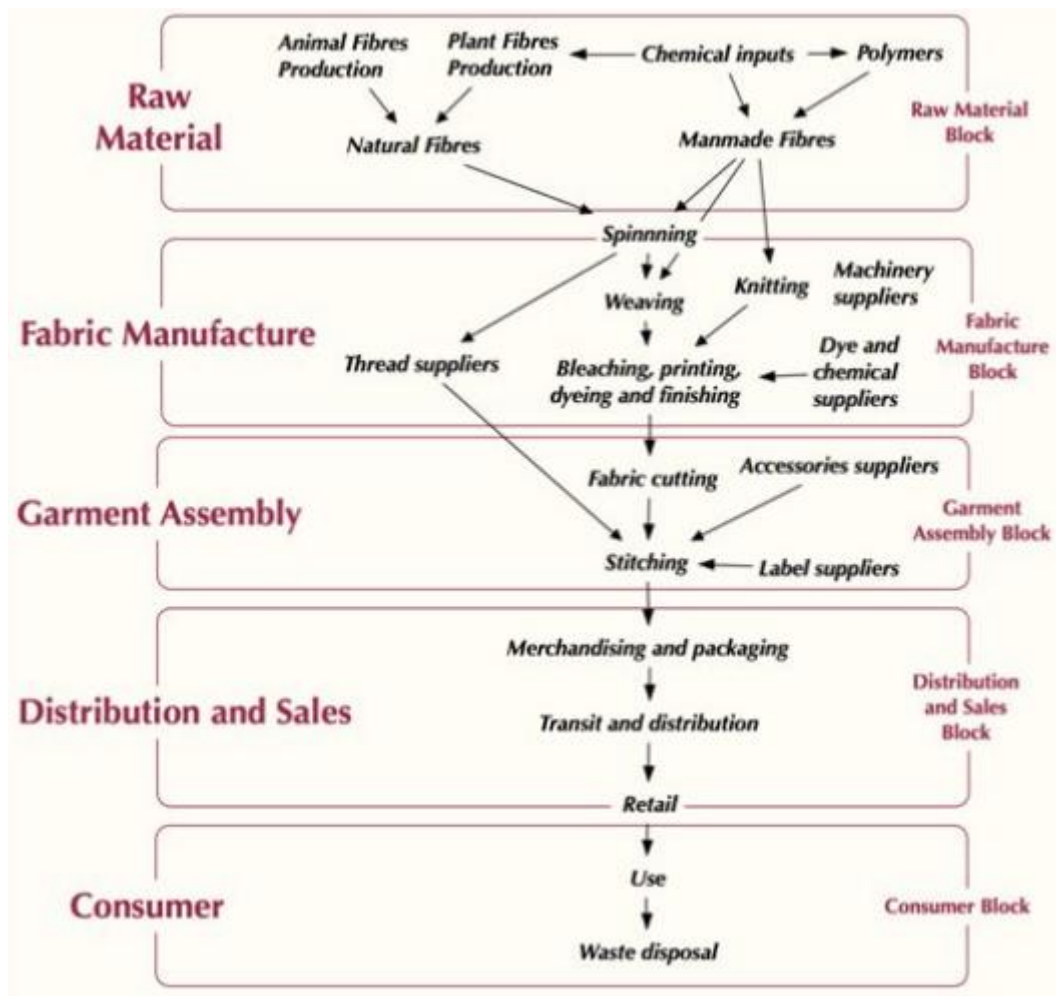 Animal Fibres
Production
Plant Fibres
Production
Chemical inputs
Polymers
Raw
Material
Raw Material
Block
Natural Fibres
Manmade Fibres
Spinnning
Machinery
suppliers
Knitting
Weaving
Fabric Manufacture
Fabric
Manufacture
Block
Thread suppliers
Bleaching, printing,
dyeing and finishing
Dye and
chemical
suppliers
Fabric cutting
Accessories suppliers
Garment Assembly
Garment
Assembly Block
Stitching
Label suppliers
Merchandising and packaging
Distribution and Sales
Distribution
and Sales
Block
Transit and distribution
Retail
Use
Consumer
Consumer Block
Waste disposal